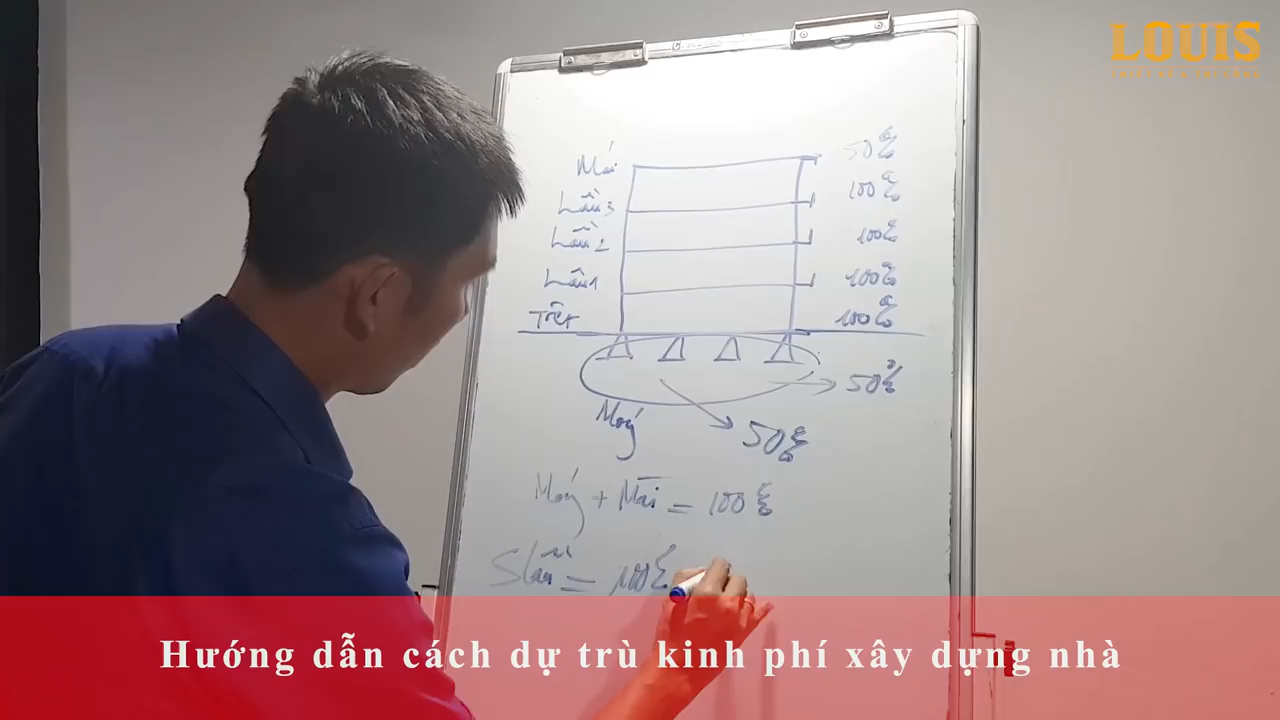 LOUIS
Mái 50%
Lầu 3 100%
Lầu 2 100%
Lầu 1 100%
Trệt 100%
50%
Móng
50%
Móng + Mái = 100%
S lầu = 100%
Hướng dẫn cách dự trù kinh phí xây dựng nhà